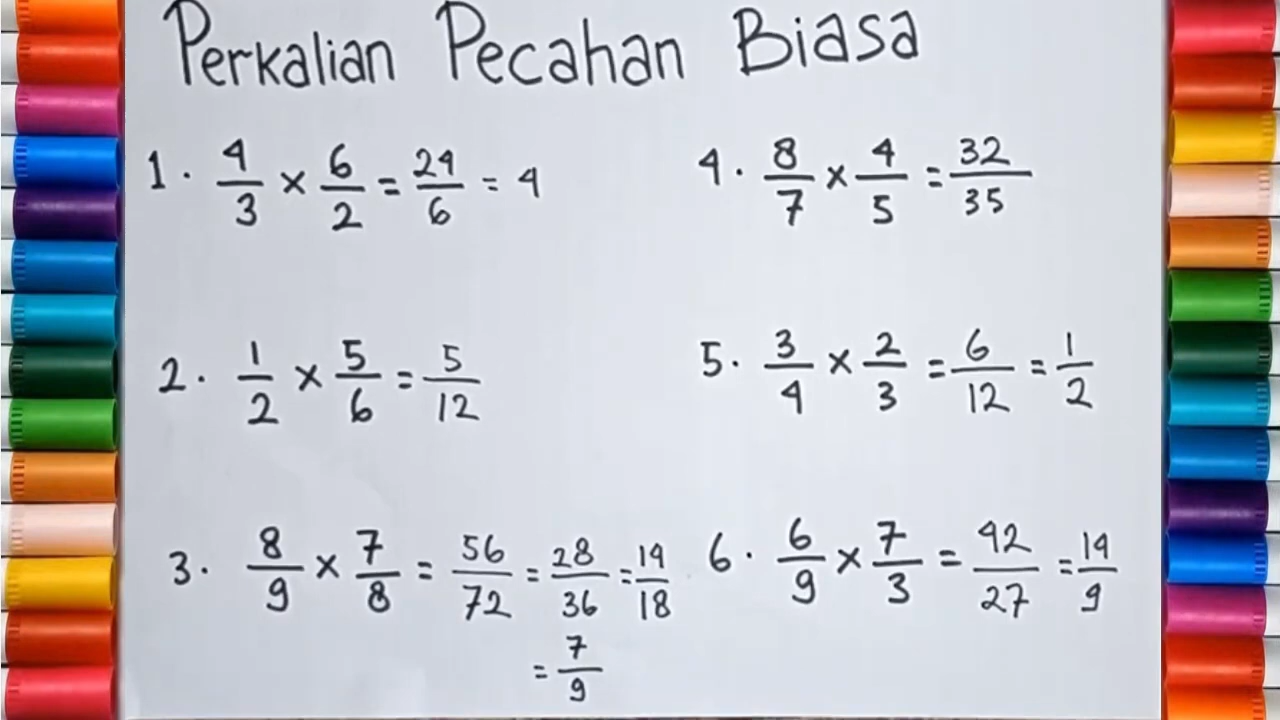 Perkalian Pecahan Biasa
1. 4/3 × 6/2 = 24/6 = 4
2. 1/2 × 5/6 = 5/12
3. 8/9 × 7/8 = 56/72 = 28/36 = 14/18
= 7/9
4. 8/7 × 4/5 = 32/35
5. 3/4 × 2/3 = 6/12 = 1/2
6. 6/9 × 7/3 = 42/27 = 14/9